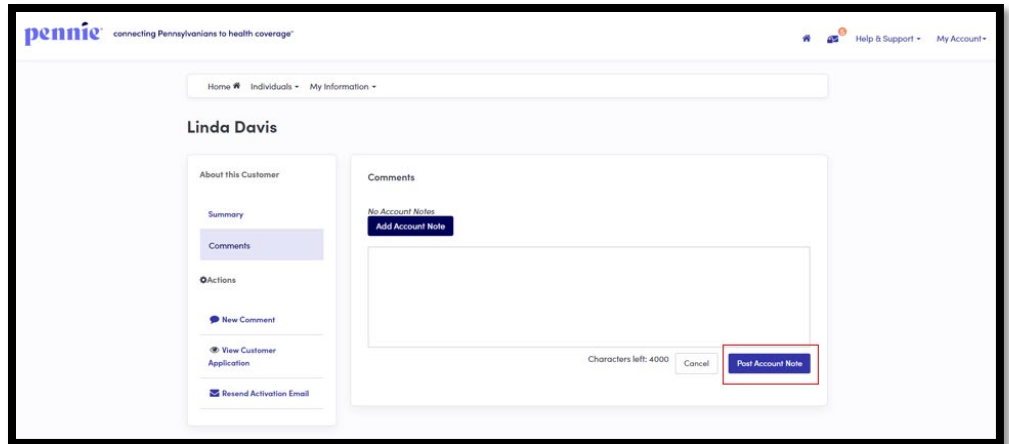 pennie connecting Pennsylvanians to health coverage™
Help & Support My Account
Home Individuals My Information
Linda Davis
About this Customer
Summary
Comments
Actions
New Comment
View Customer
Application
Resend Activation Email
Comments
No Account Notes
Add Account Note
Characters left: 4000 Cancel Post Account Note